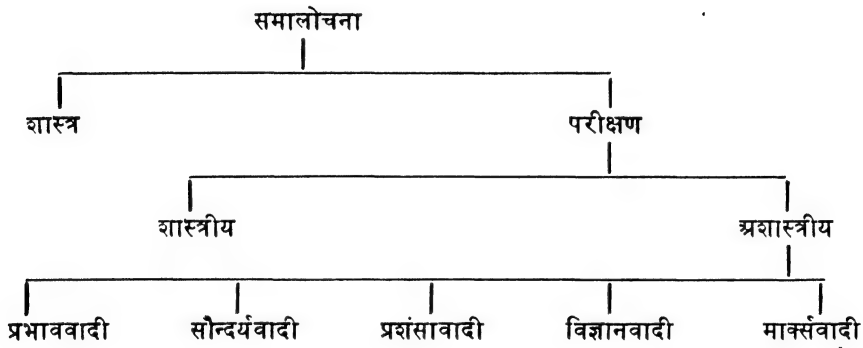 समालोचना
शास्त्र परीक्षण
शास्त्रीय अशास्त्रीय
प्रभाववादी सौन्दर्यवादी प्रशंसावादी विज्ञानवादी मार्क्सवादी